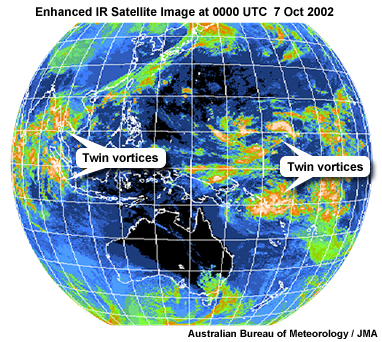 Enhanced IR Satellite Image at 0000 UTC 7 Oct 2002
Twin vortices
Twin vortices
Australian Bureau of Meteorology / JMA